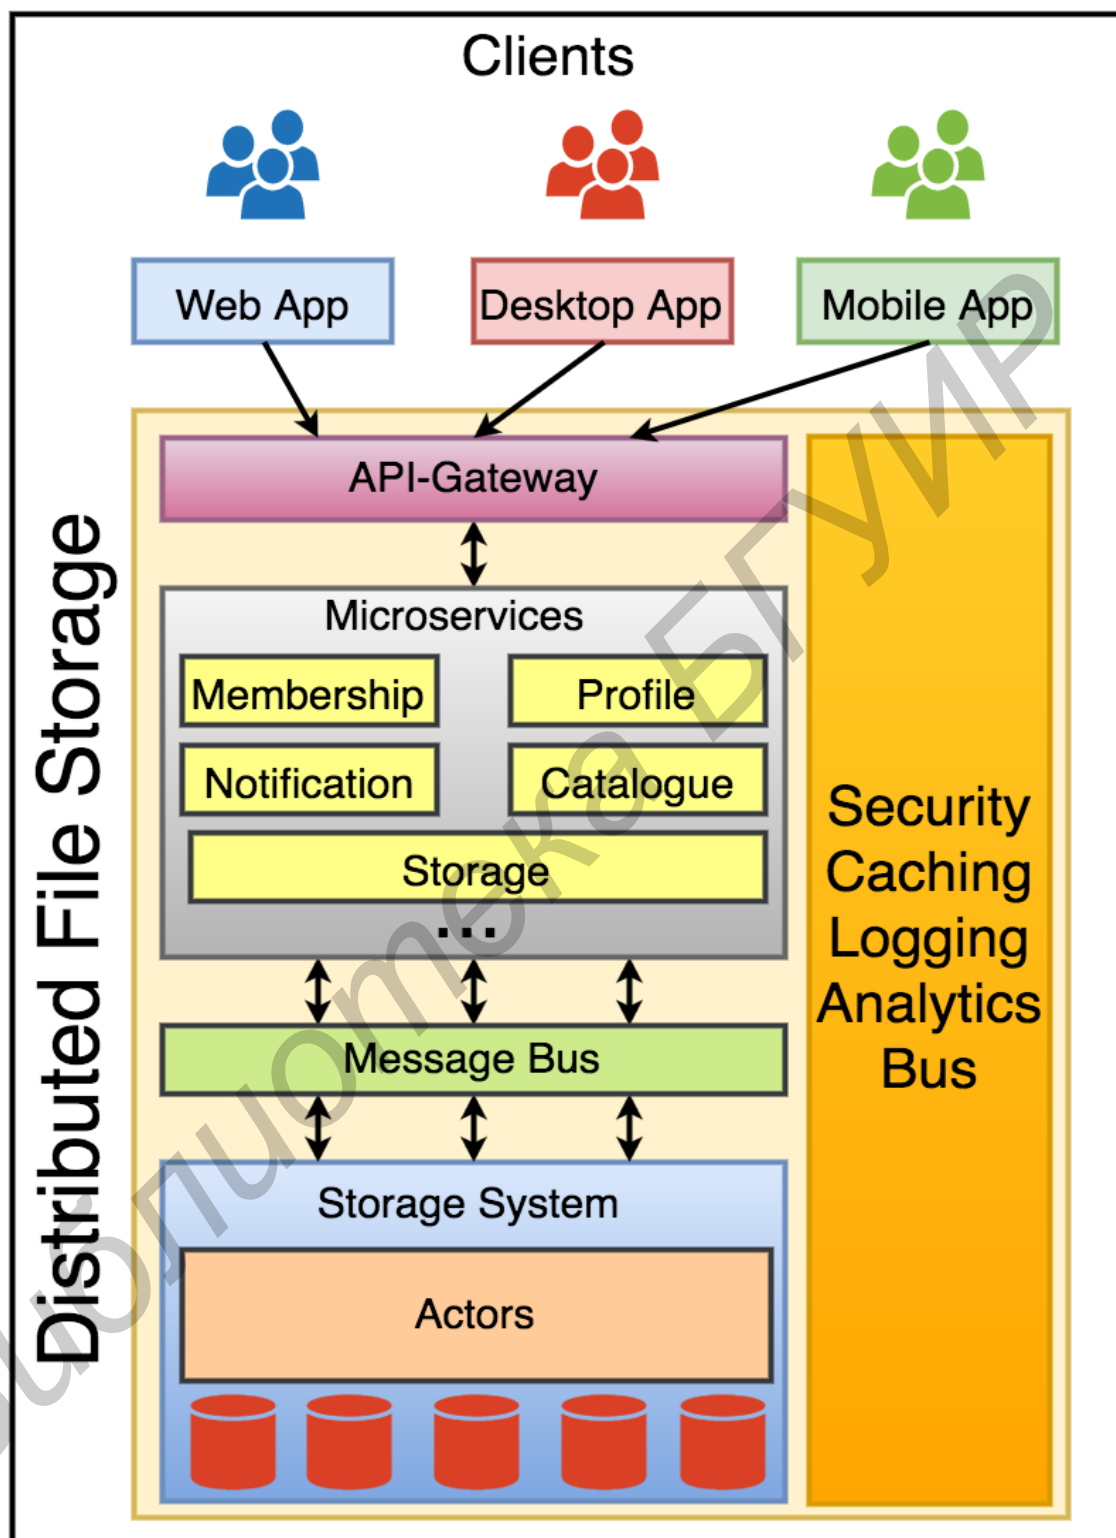 Clients
Web App
Desktop App
Mobile App
Distributed File Storage
API-Gateway
Microservices
Membership
Profile
Notification
Catalogue
Storage
...
Message Bus
Storage System
Actors
Security
Caching
Logging
Analytics
Bus
Библиотека БГУИР